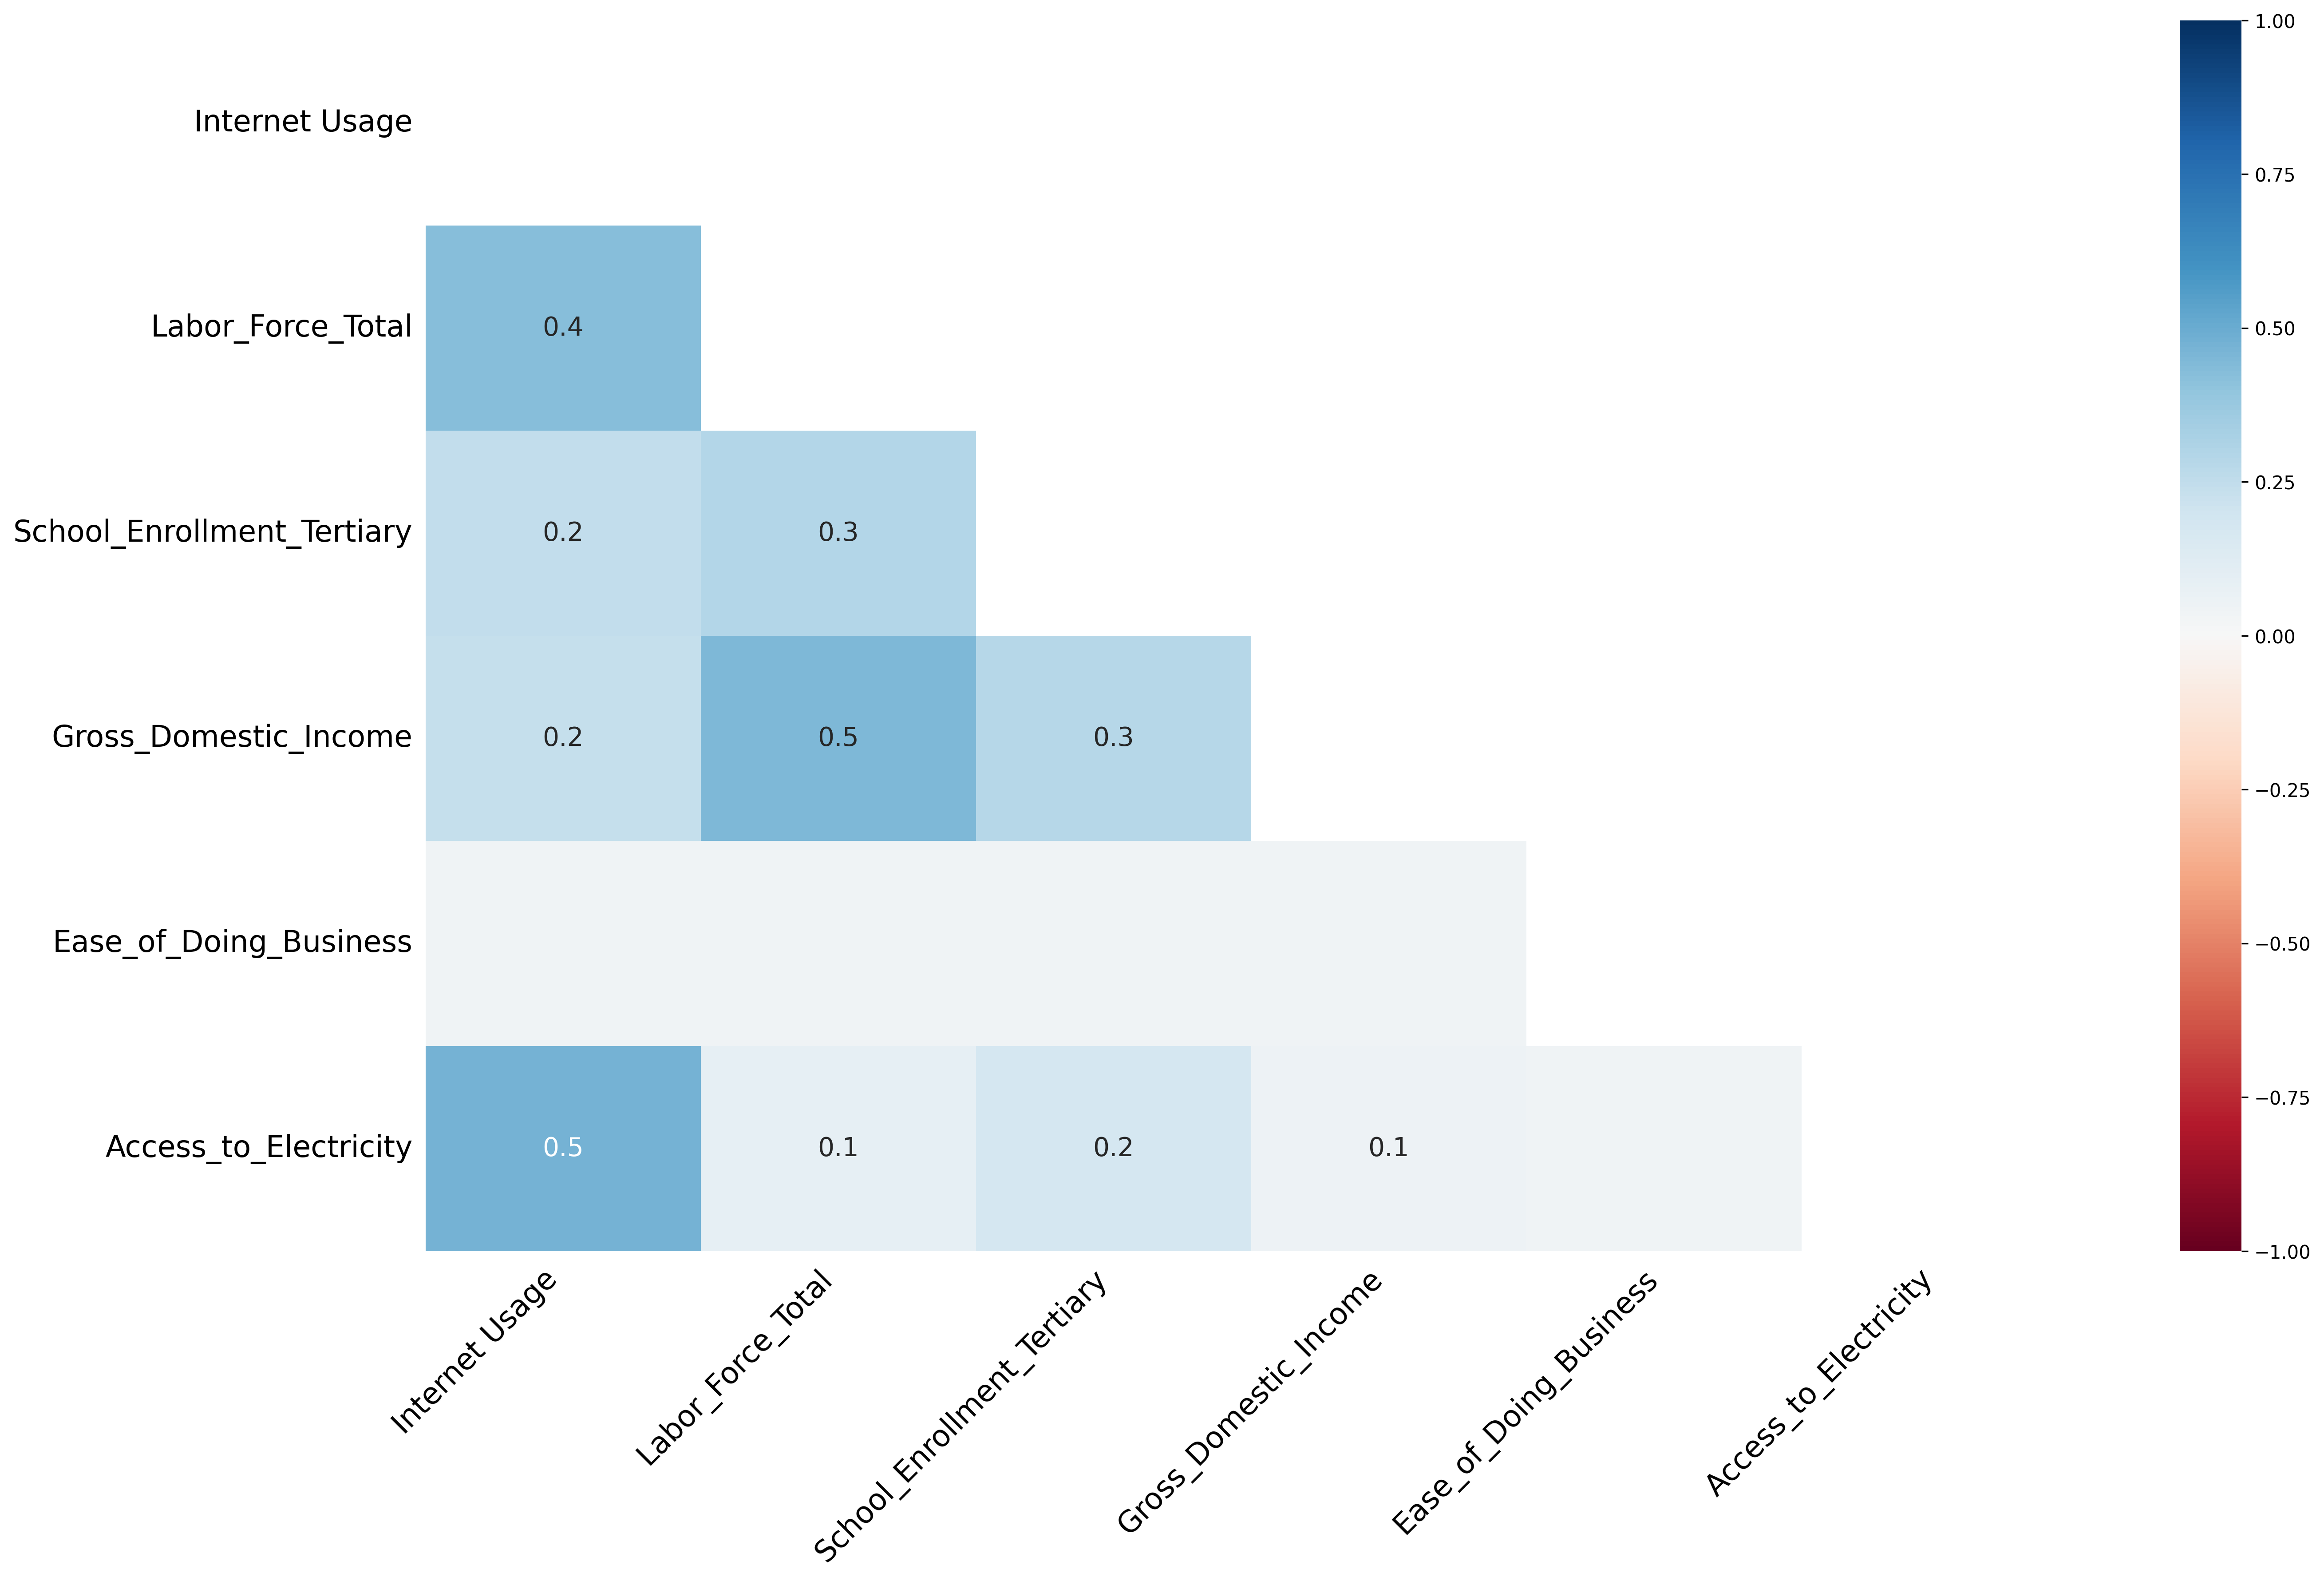 Internet Usage
Labor_Force_Total
0.4
School_Enrollment_Tertiary
0.2
0.3
Gross_Domestic_Income
0.2
0.5
0.3
Ease_of_Doing_Business
Access_to_Electricity
0.5
0.1
0.2
0.1
Internet Usage
Labor_Force_Total
School_Enrollment_Tertiary
Gross_Domestic_Income
Ease_of_Doing_Business
Access_to_Electricity
1.00
0.75
0.50
0.25
0.00
−0.25
−0.50
−0.75
−1.00